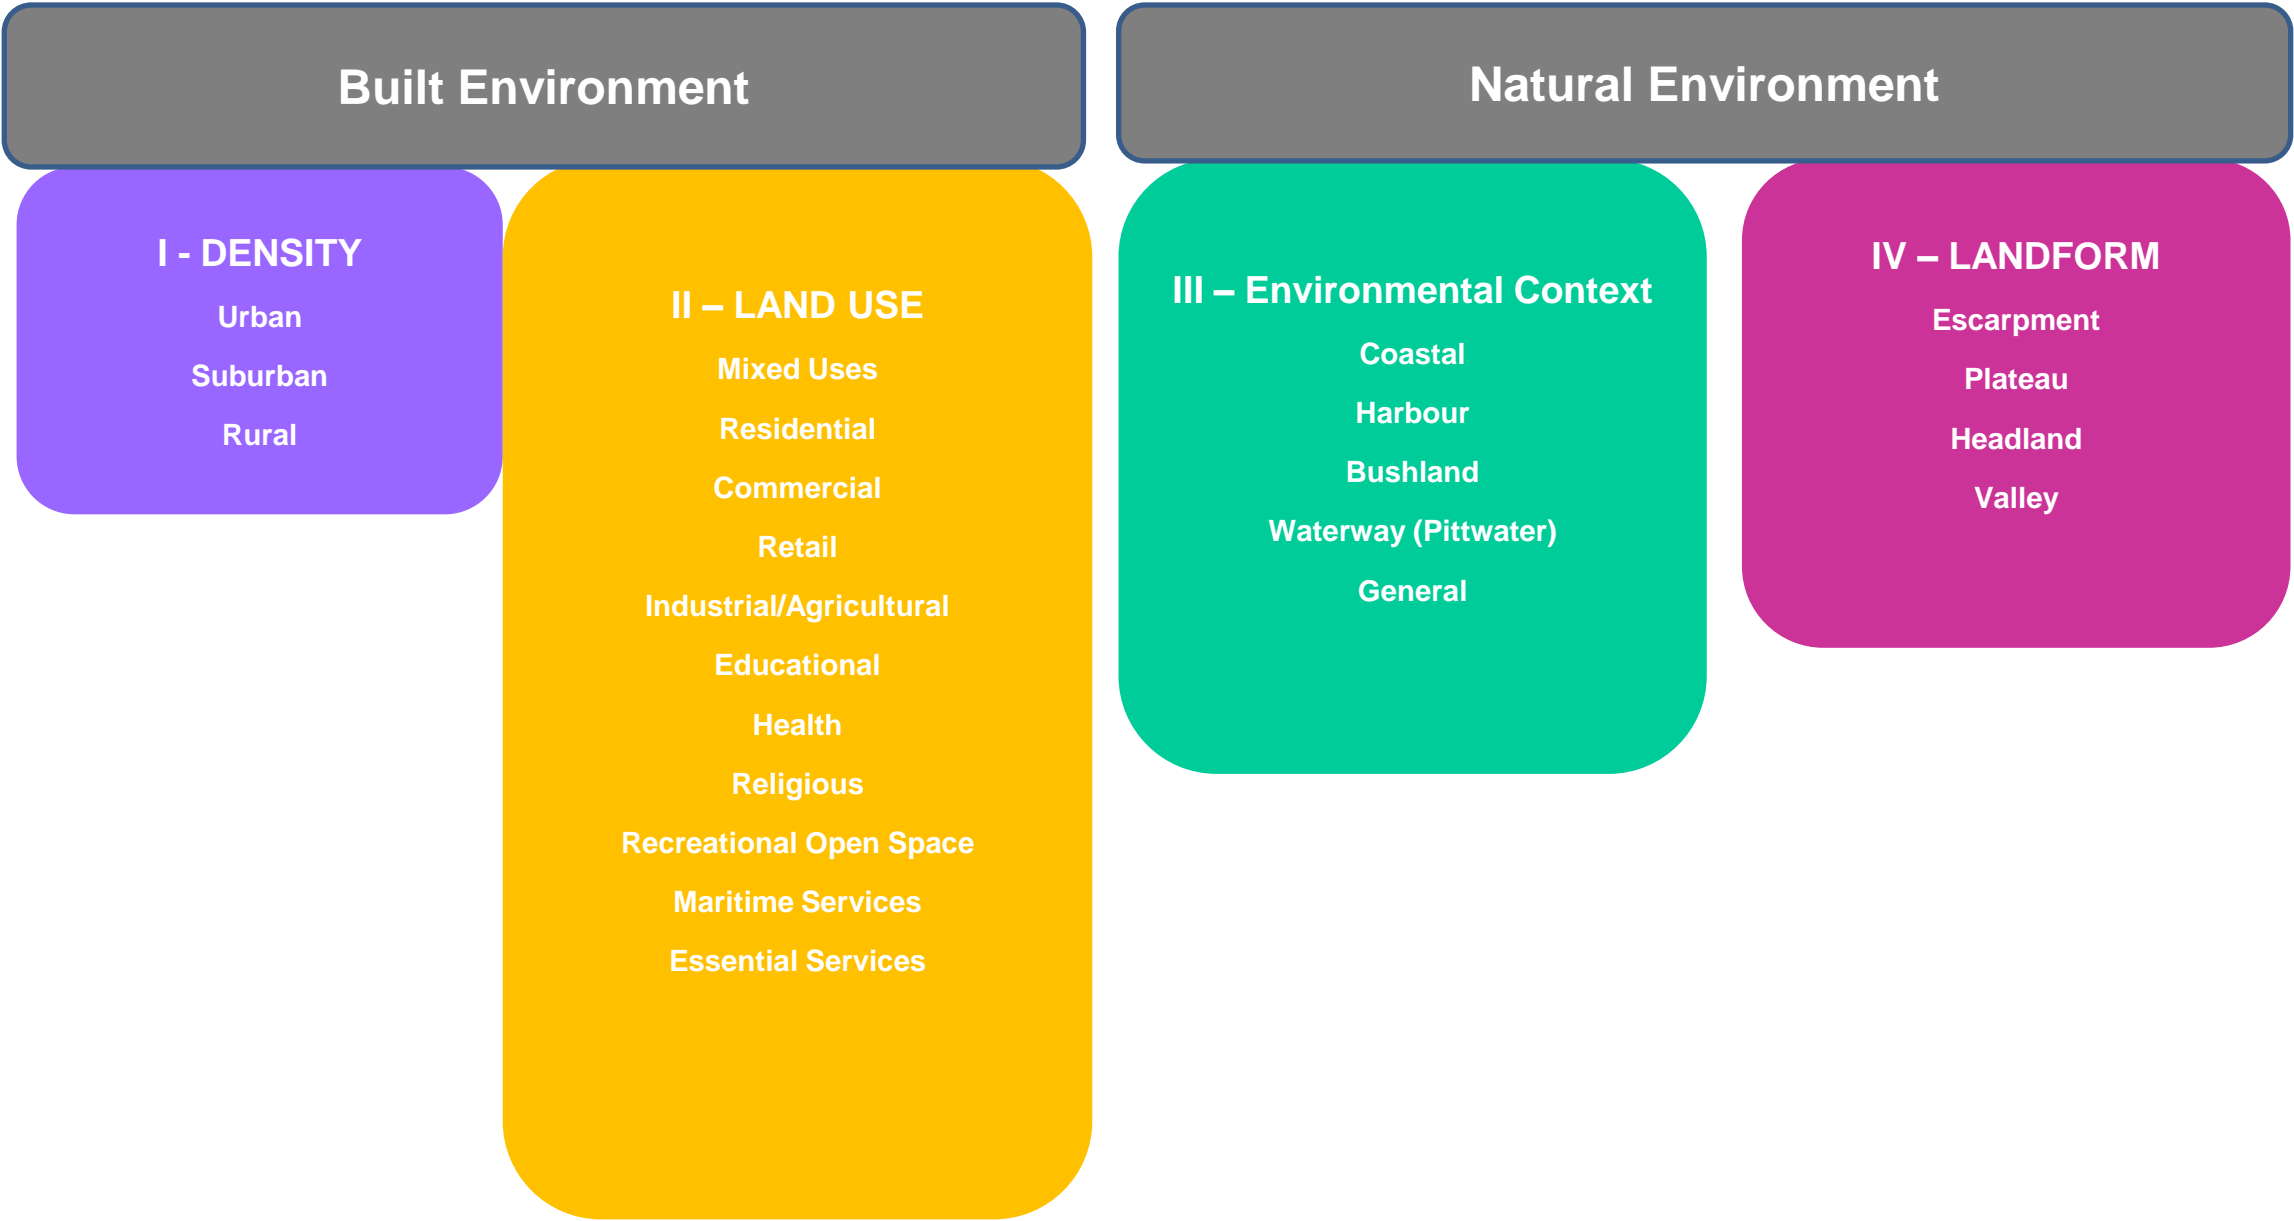 Built Environment
Natural Environment
I - DENSITY
Urban
Suburban
Rural
II – LAND USE
Mixed Uses
Residential
Commercial
Retail
Industrial/Agricultural
Educational
Health
Religious
Recreational Open Space
Maritime Services
Essential Services
III – Environmental Context
Coastal
Harbour
Bushland
Waterway (Pittwater)
General
IV – LANDFORM
Escarpment
Plateau
Headland
Valley